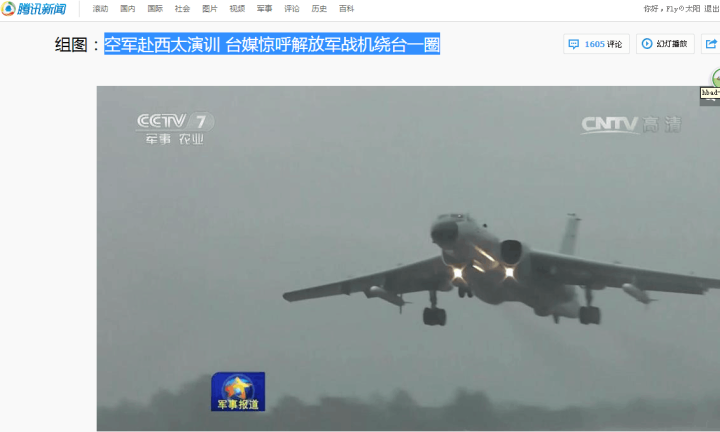 腾讯新闻 滚动 国内 国际 社会 图片 视频 军事 评论 历史 百科 你好，Fly☉太阳 退出
组图：空军赴西太演训 台媒惊呼解放军战机绕台一圈 1605 评论 幻灯播放
CCTV 7
军事 农业
CNTV 高清
军事报道